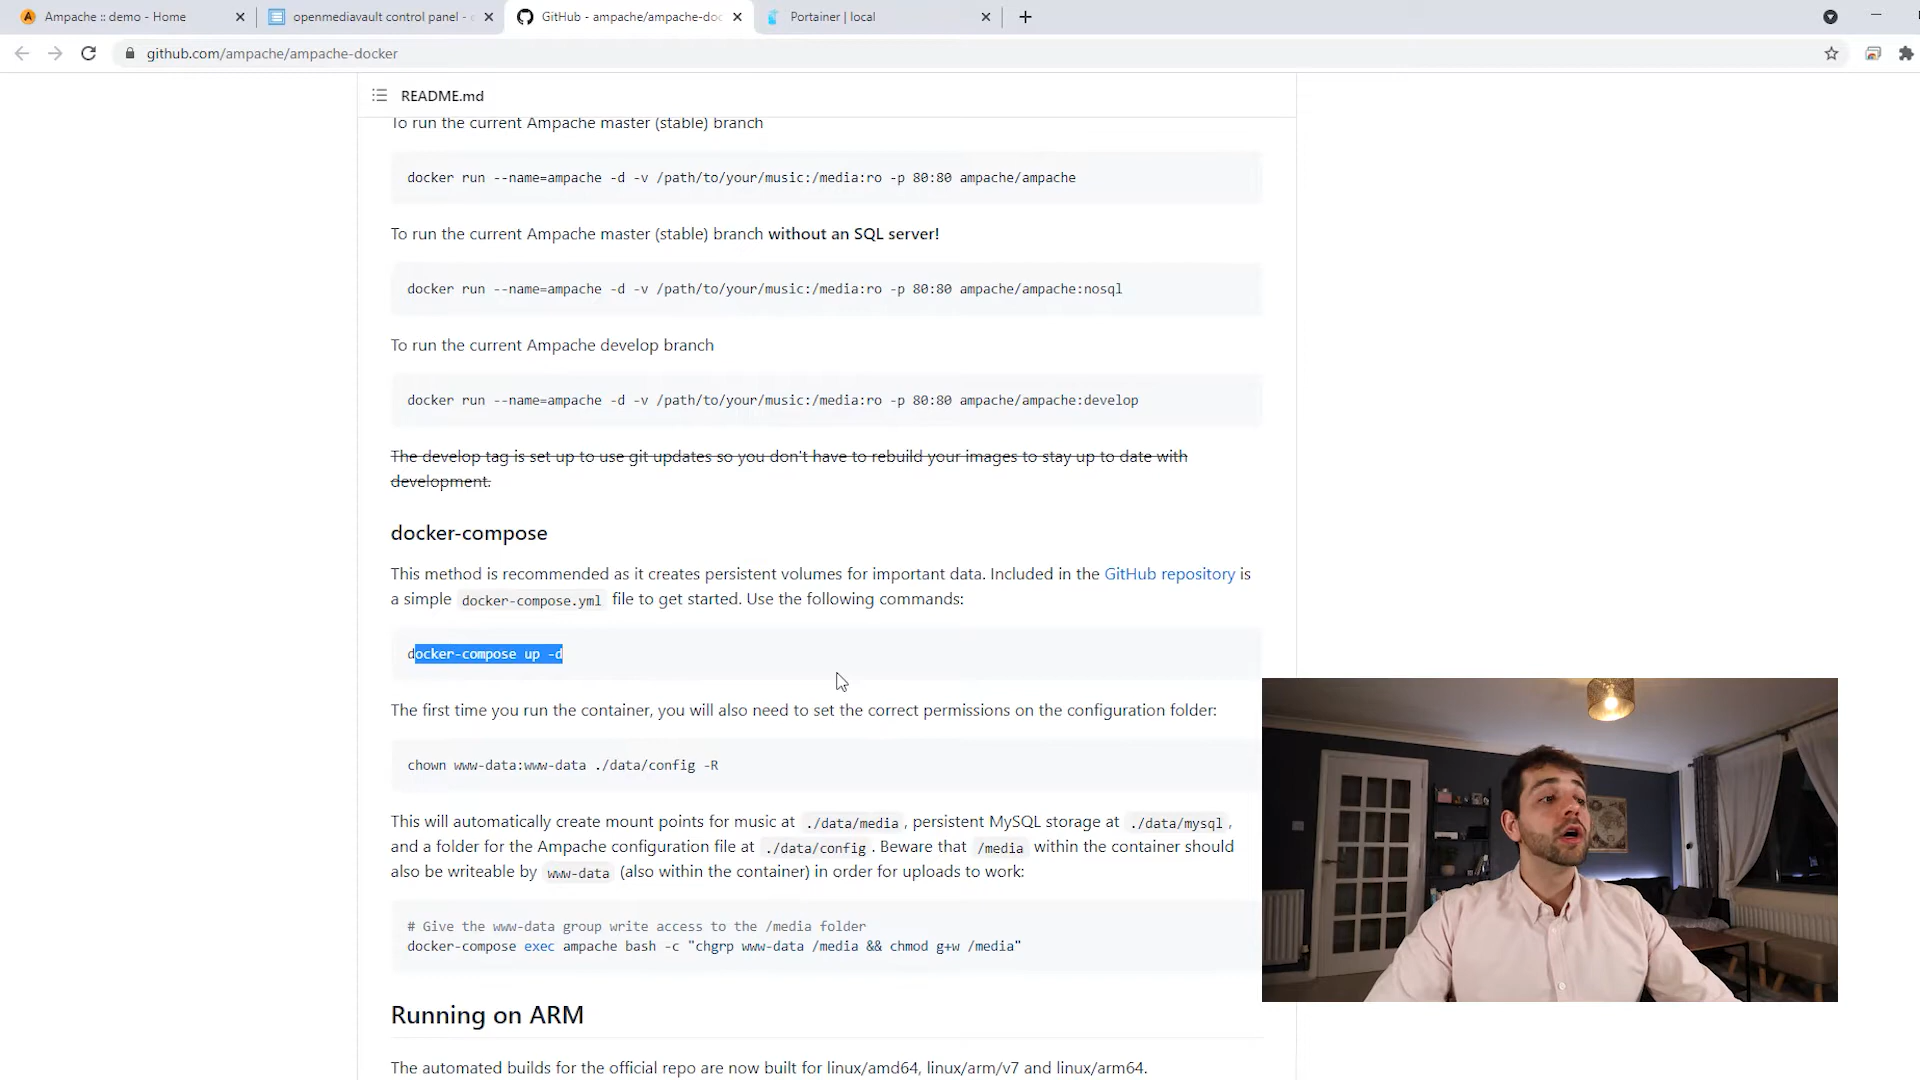 Ampache :: demo - Home
openmediavault control panel - c
GitHub - ampache/ampache-doc
Portainer | local
github.com/ampache/ampache-docker
README.md
To run the current Ampache master (stable) branch
docker run --name=ampache -d -v /path/to/your/music:/media:ro -p 80:80 ampache/ampache
To run the current Ampache master (stable) branch without an SQL server!
docker run --name=ampache -d -v /path/to/your/music:/media:ro -p 80:80 ampache/ampache:nosql
To run the current Ampache develop branch
docker run --name=ampache -d -v /path/to/your/music:/media:ro -p 80:80 ampache/ampache:develop
The develop tag is set up to use git updates so you don't have to rebuild your images to stay up to date with
development.
docker-compose
This method is recommended as it creates persistent volumes for important data. Included in the GitHub repository is
a simple docker-compose.yml file to get started. Use the following commands:
docker-compose up -d
The first time you run the container, you will also need to set the correct permissions on the configuration folder:
chown www-data:www-data ./data/config -R
This will automatically create mount points for music at ./data/media, persistent MySQL storage at ./data/mysql,
and a folder for the Ampache configuration file at ./data/config. Beware that /media within the container should
also be writeable by www-data (also within the container) in order for uploads to work:
# Give the www-data group write access to the /media folder
docker-compose exec ampache bash -c "chgrp www-data /media && chmod g+w /media"
Running on ARM
The automated builds for the official repo are now built for linux/amd64, linux/arm/v7 and linux/arm64.